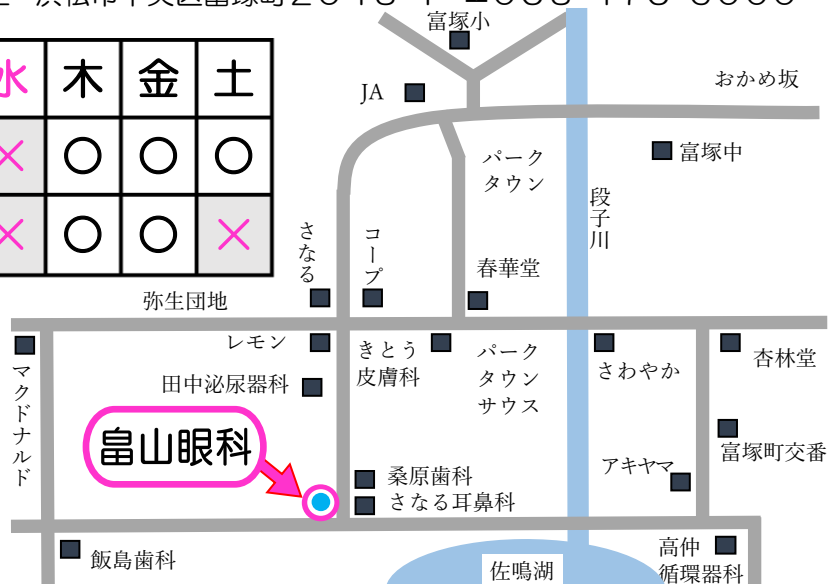 富塚小
水 木 金 土
JA
おかめ坂
× ○ ○ ○
パーク
タウン
富塚中
段子川
× ○ ○ ×
さなる
コープ
春華堂
弥生団地
レモン
きとう
皮膚科
パーク
タウン
サウス
さわやか
杏林堂
マクドナルド
田中泌尿器科
畠山眼科
富塚町交番
アキヤマ
桑原歯科
さなる耳鼻科
飯島歯科
佐鳴湖
高仲
循環器科